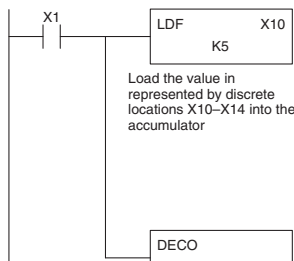 X1
LDF X10
K5
Load the value in
represented by discrete
locations X10–X14 into the
accumulator
DECO